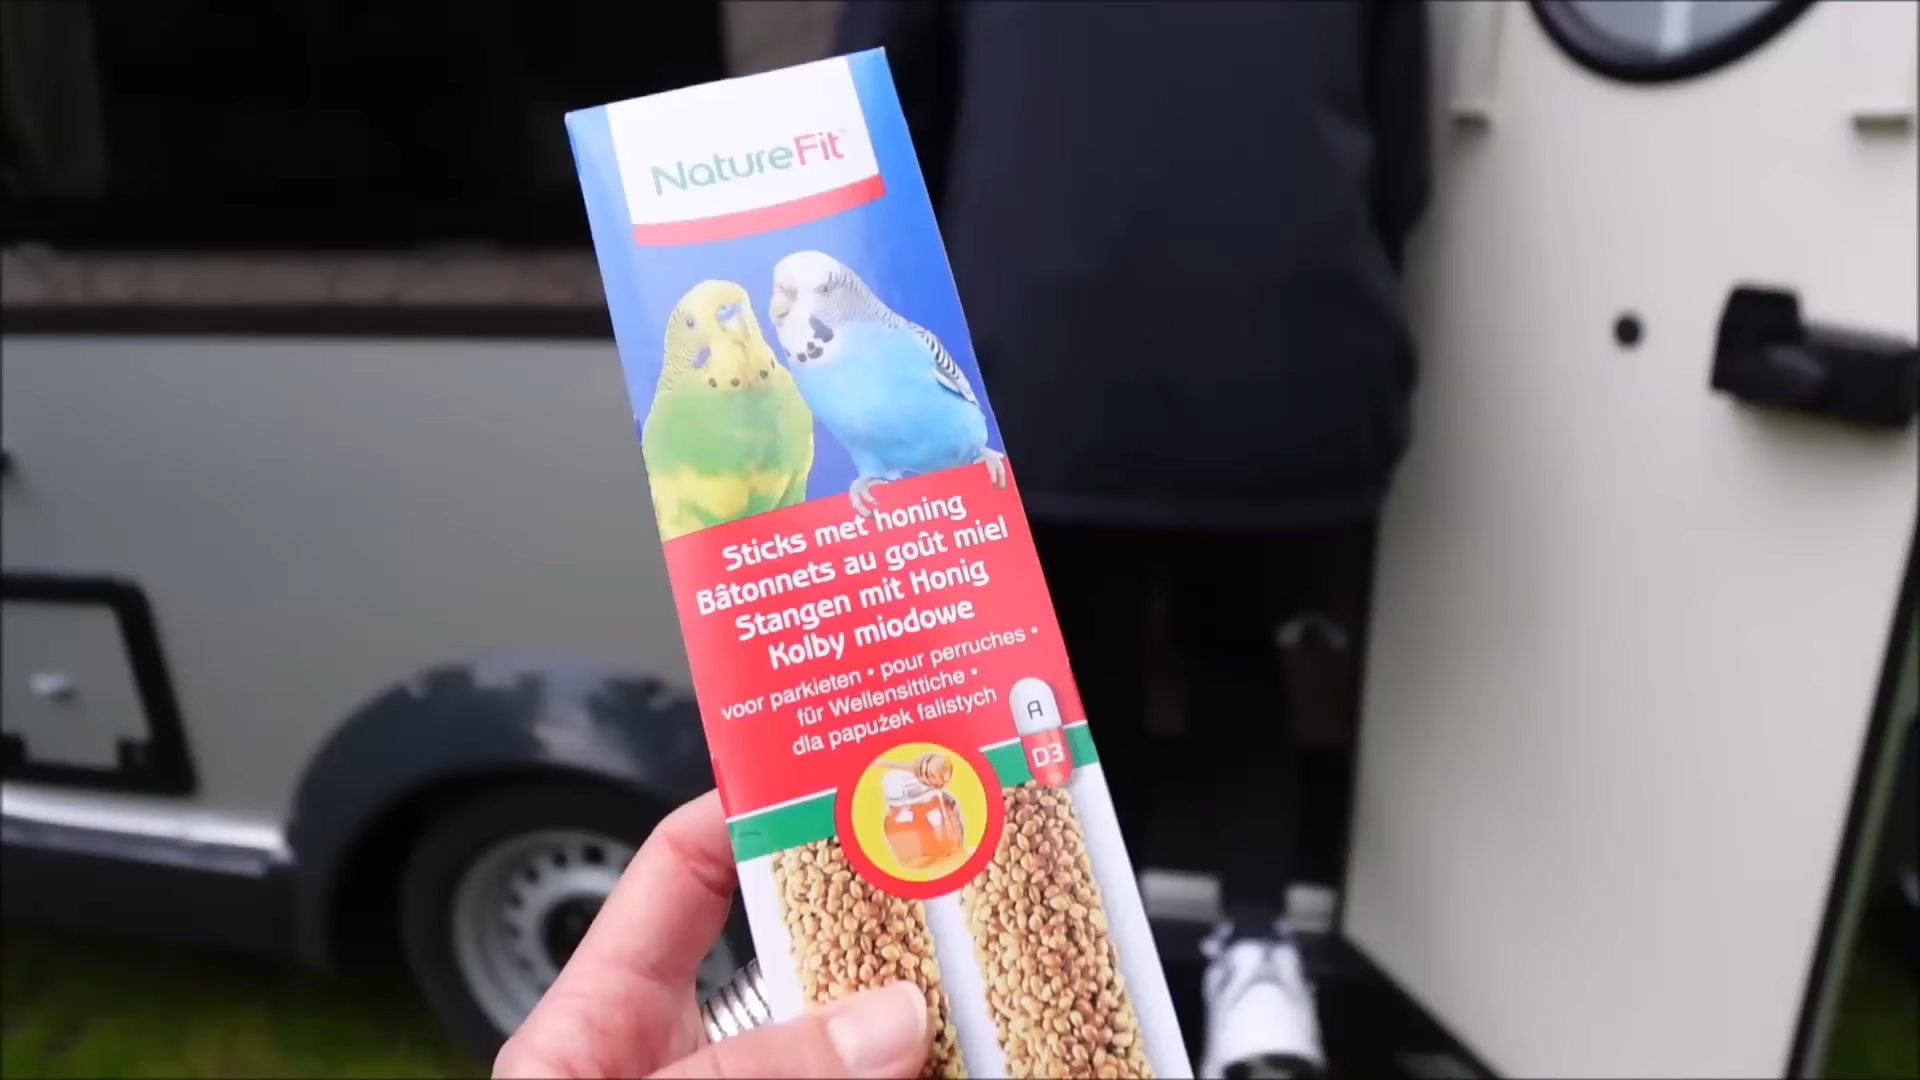 NatureFit
Sticks met honing
Bâtonnets au goût miel
Stangen mit Honig
Kolby miodowe
voor parkieten • pour perruches •
für Wellensittiche •
dla papużek falistych
A
D3